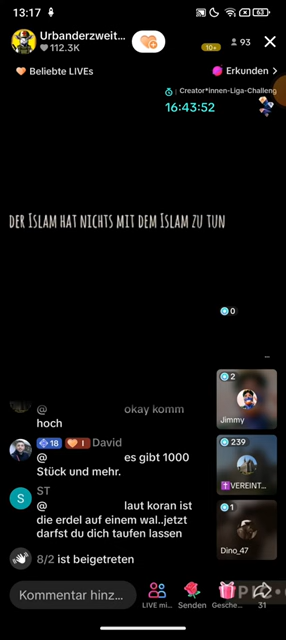 13:17
63
Urbanderzweit...
112.3K
10+
93
Beliebte LIVEs
Erkunden >
Creator*innen-Liga-Challeng
16:43:52
der Islam hat nichts mit dem Islam zu tun
0
2
Jimmy
@ okay komm
hoch
239
VEREINT...
18 I David
@ es gibt 1000
Stück und mehr.
1
Dino_47
ST
@ laut koran ist
die erdel auf einem wal..jetzt
darfst du dich taufen lassen
8/2 ist beigetreten
Kommentar hinz...
LIVE mi...
Senden
Gesche...
31